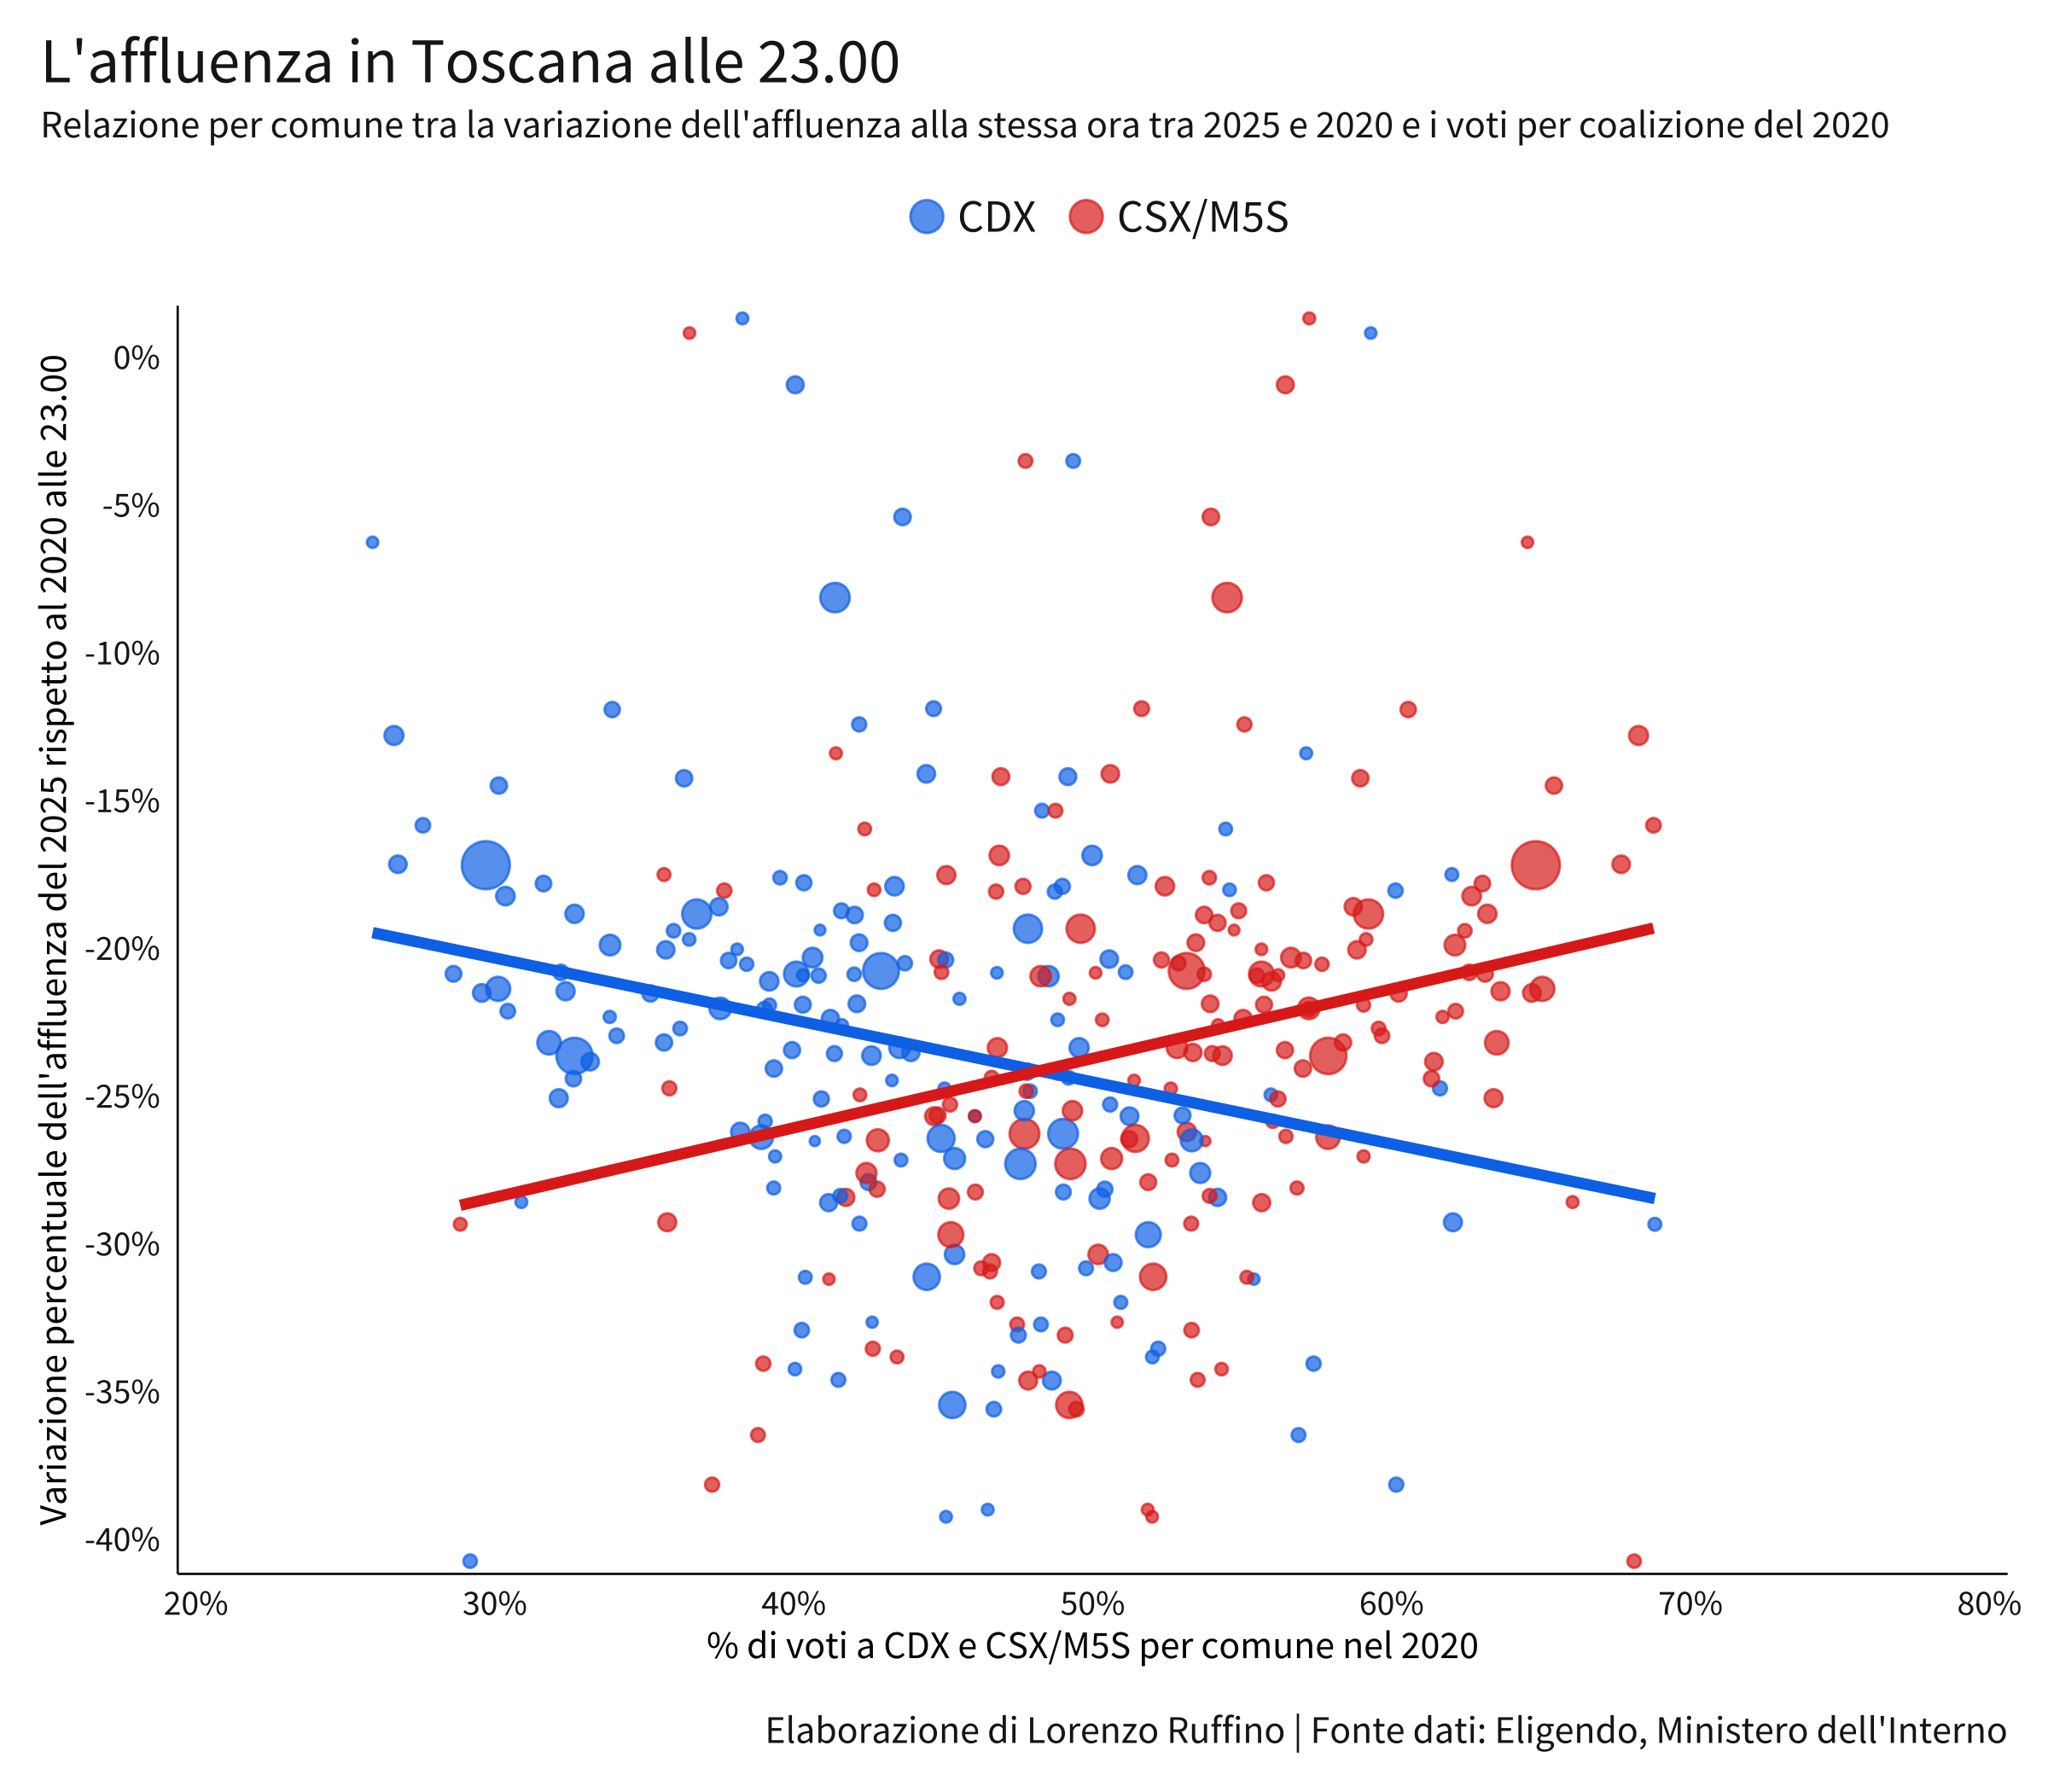 L'affluenza in Toscana alle 23.00
Relazione per comune tra la variazione dell'affluenza alla stessa ora tra 2025 e 2020 e i voti per coalizione del 2020
CDX
CSX/M5S
Variazione percentuale dell'affluenza del 2025 rispetto al 2020 alle 23.00
0%
-5%
-10%
-15%
-20%
-25%
-30%
-35%
-40%
20%
30%
40%
50%
60%
70%
80%
% di voti a CDX e CSX/M5S per comune nel 2020
Elaborazione di Lorenzo Ruffino | Fonte dati: Eligendo, Ministero dell'Interno